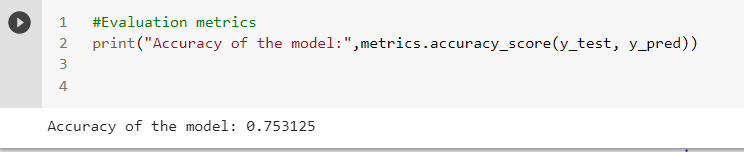 1 #Evaluation metrics
2 print("Accuracy of the model:",metrics.accuracy_score(y_test, y_pred))
3
4
Accuracy of the model: 0.753125